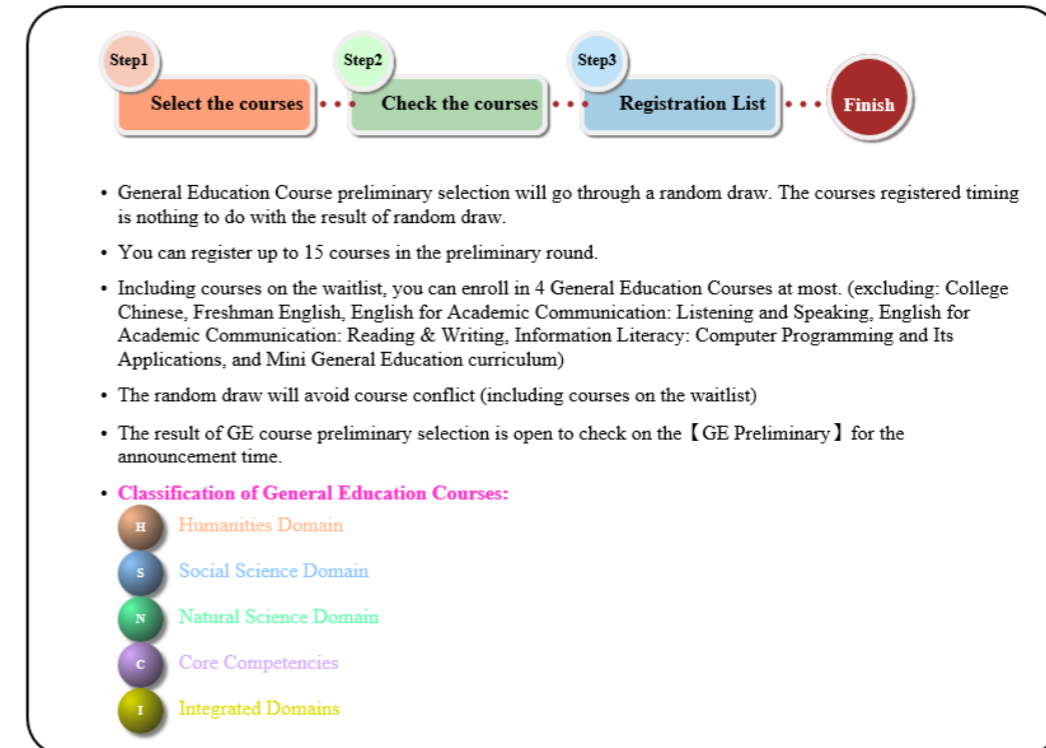 Step1
Step2
Step3
Select the courses
Check the courses
Registration List
Finish
• General Education Course preliminary selection will go through a random draw. The courses registered timing
is nothing to do with the result of random draw.
• You can register up to 15 courses in the preliminary round.
• Including courses on the waitlist, you can enroll in 4 General Education Courses at most. (excluding: College
Chinese, Freshman English, English for Academic Communication: Listening and Speaking, English for
Academic Communication: Reading & Writing, Information Literacy: Computer Programming and Its
Applications, and Mini General Education curriculum)
• The random draw will avoid course conflict (including courses on the waitlist)
• The result of GE course preliminary selection is open to check on the【GE Preliminary】for the
announcement time.
• Classification of General Education Courses:
H Humanities Domain
S Social Science Domain
N Natural Science Domain
C Core Competencies
I Integrated Domains